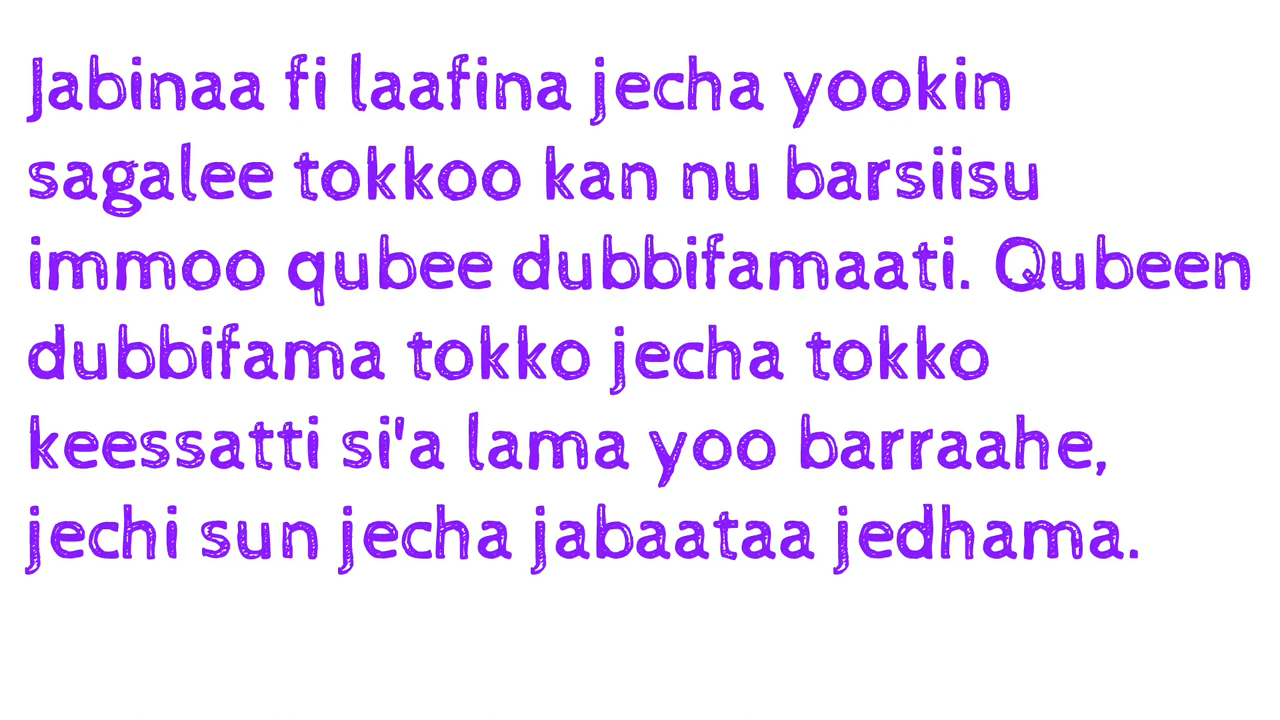 Jabinaa fi laafina jecha yookin
sagalee tokkoo kan nu barsiisu
immoo qubee dubbifamaati. Qubeen
dubbifama tokko jecha tokko
keessatti si'a lama yoo barraahe,
jechi sun jecha jabaataa jedhama.